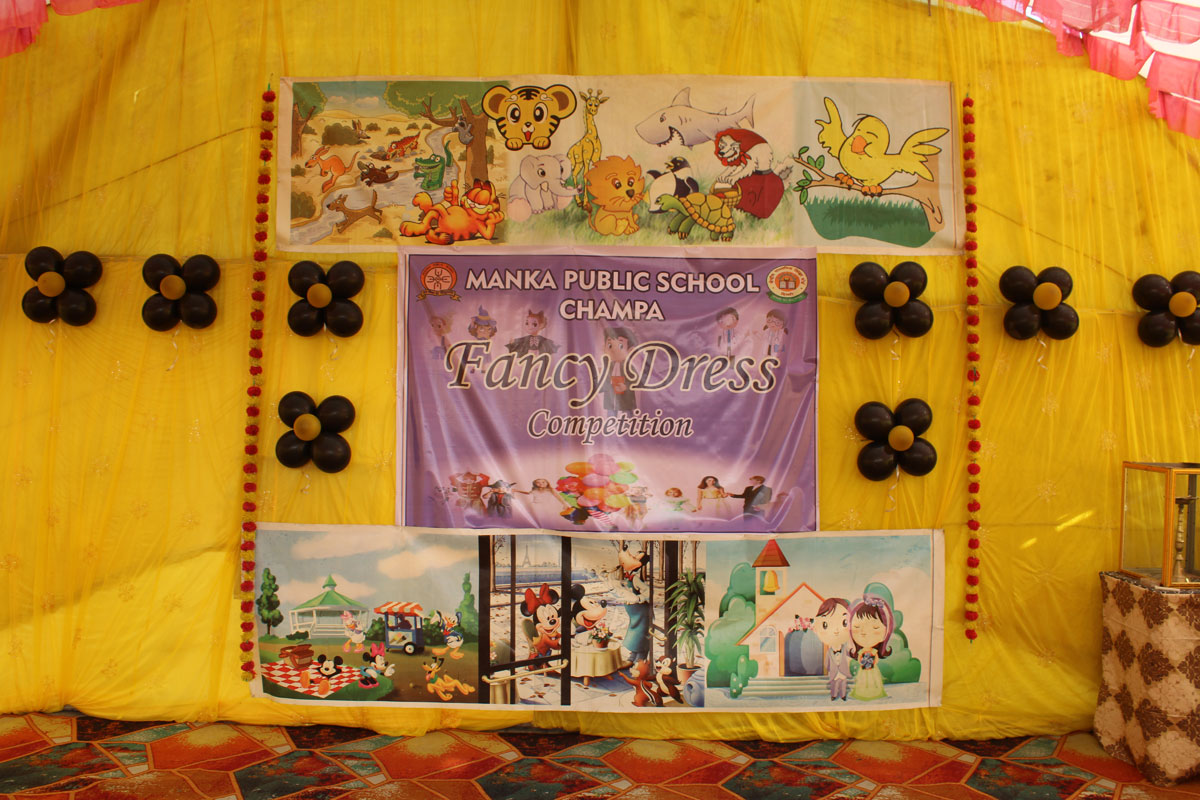 MANKA PUBLIC SCHOOL
CHAMPA
Fancy Dress
Competition